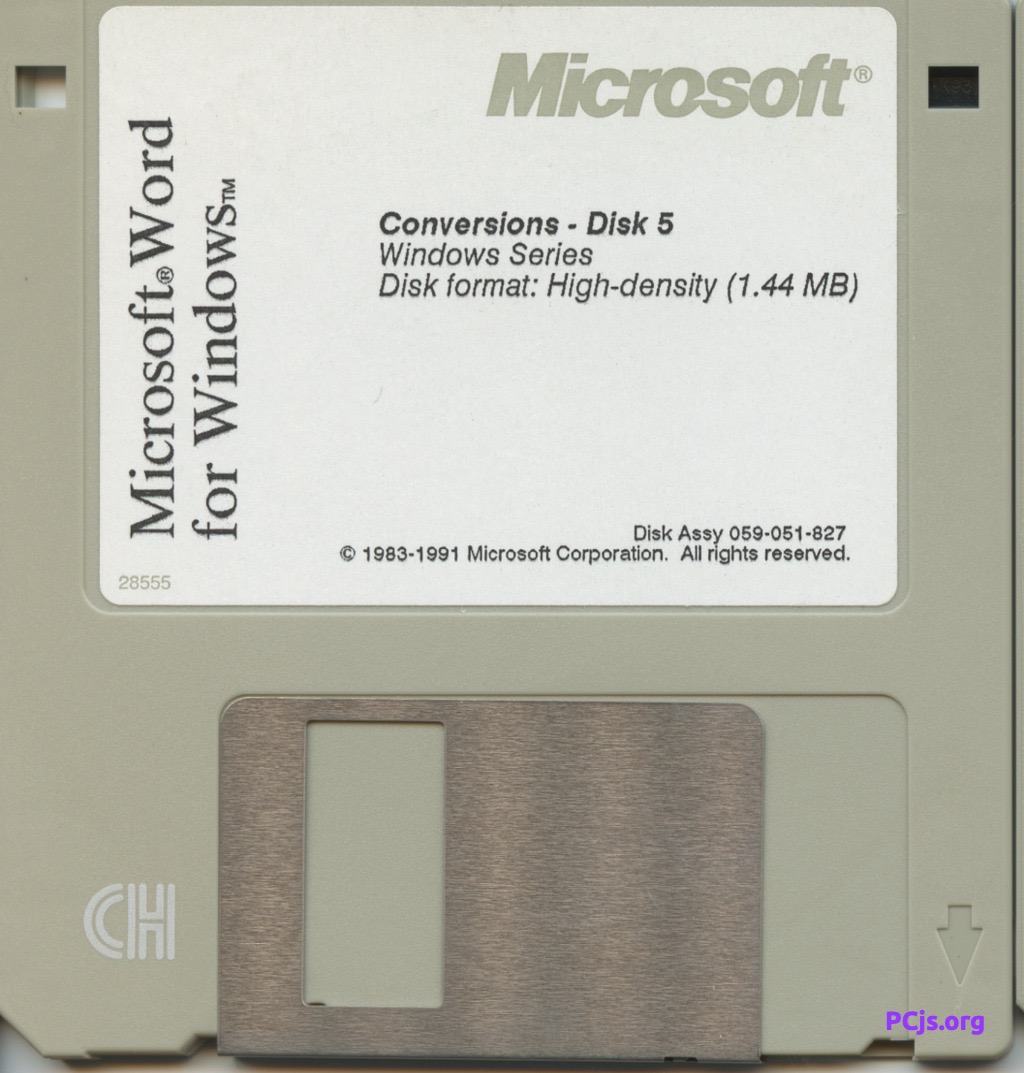 Microsoft®
Microsoft® Word
for Windows™
Conversions - Disk 5
Windows Series
Disk format: High-density (1.44 MB)
Disk Assy 059-051-827
© 1983-1991 Microsoft Corporation. All rights reserved.
28555
CH
PCjs.org